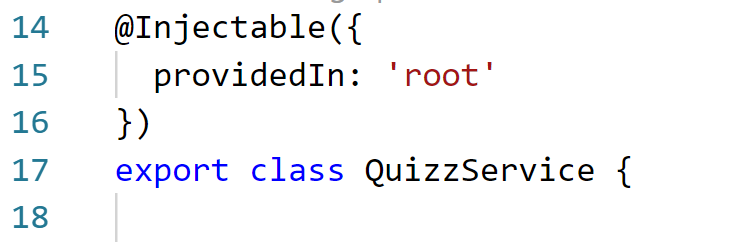 14 @Injectable({
15 providedIn: 'root'
16 })
17 export class QuizzService {
18